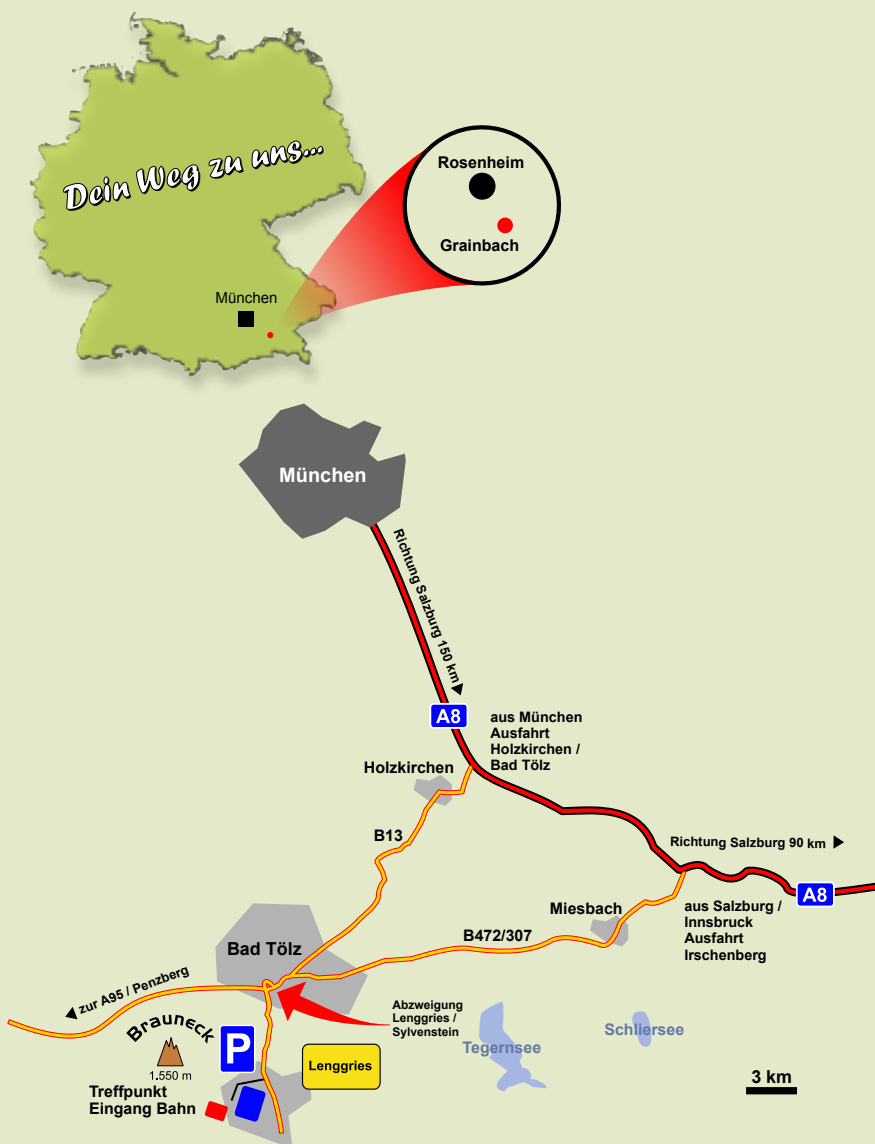 Dein Weg zu uns...
Rosenheim
Grainbach
München
München
Richtung Salzburg 150 km
A8
aus München
Ausfahrt
Holzkirchen /
Bad Tölz
Holzkirchen
B13
Richtung Salzburg 90 km
A8
aus Salzburg /
Innsbruck
Ausfahrt
Irschenberg
Miesbach
B472/307
Bad Tölz
zur A95 / Penzberg
Abzweigung
Lenggries /
Sylvenstein
Tegernsee
Schliersee
Brauneck
1.550 m
P
Lenggries
Treffpunkt
Eingang Bahn
3 km